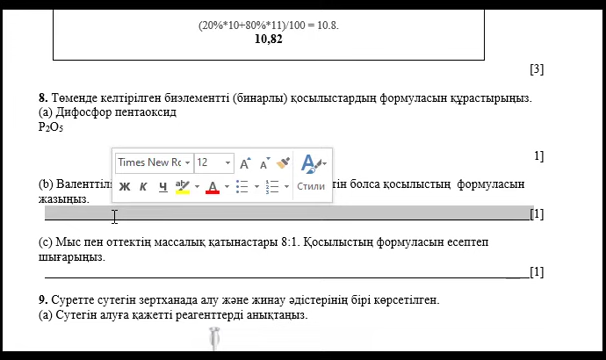 (20%*10+80%*11)/100 = 10.8.
10,82
[3]
8. Төменде келтірілген биэлементті (бинарлы) қосылыстардың формуласын құрастырыңыз.
(a) Дифосфор пентаоксид
P2O5
1]
Times New Rc 12
Ж К Ч aby А Стили
(b) тін болса қосылыстың формуласын
жазыңыз.
[1]
(c) Мыс пен оттектің массалық қатынастары 8:1. Қосылыстың формуласын есептеп
шығарыңыз.
[1]
9. Суретте сутегін зертханада алу және жинау әдістерінің бірі көрсетілген.
(a) Сутегін алуға қажетті реагенттерді анықтаңыз.